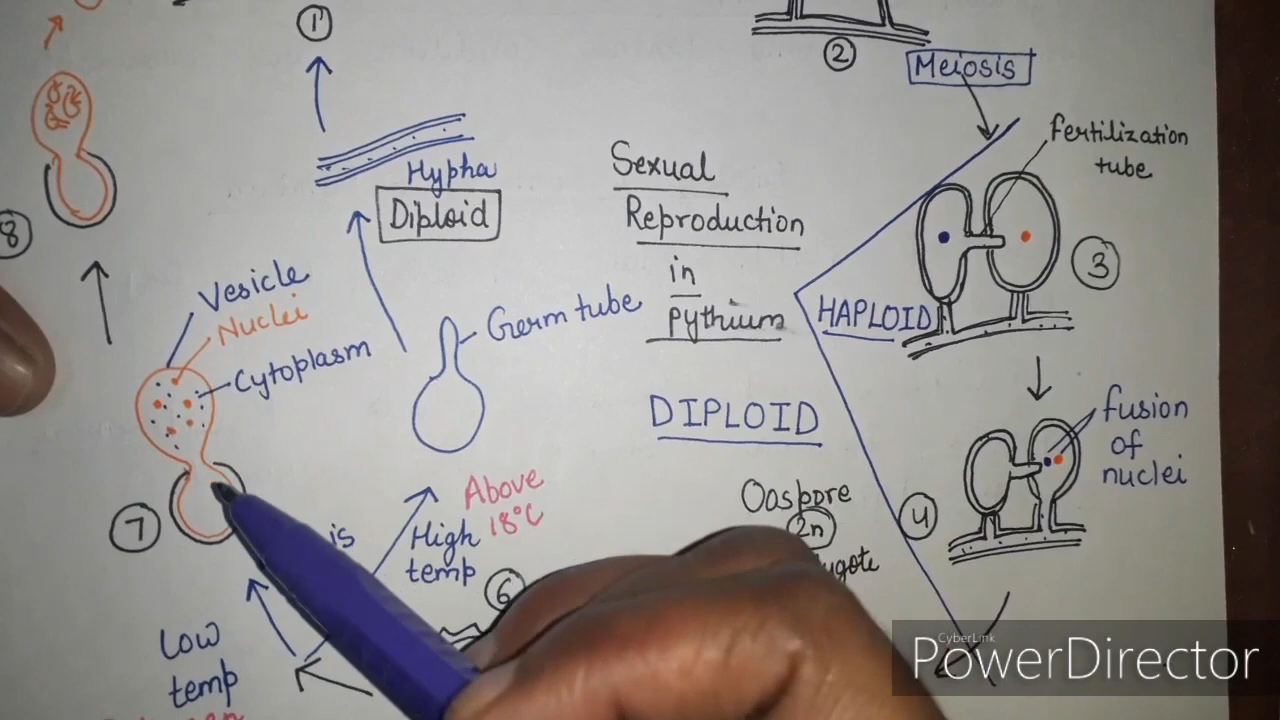 1
2
Meiosis
Fertilization
tube
Hypha
Diploid
Sexual
Reproduction
in
Pythium
3
8
Vesicle
Nuclei
Cytoplasm
Germ tube
HAPLOID
DIPLOID
Fusion
of
nuclei
7
is
Above
18°C
High
temp
Oospore
2n
4
6
Low
temp
CyberLink
PowerDirector